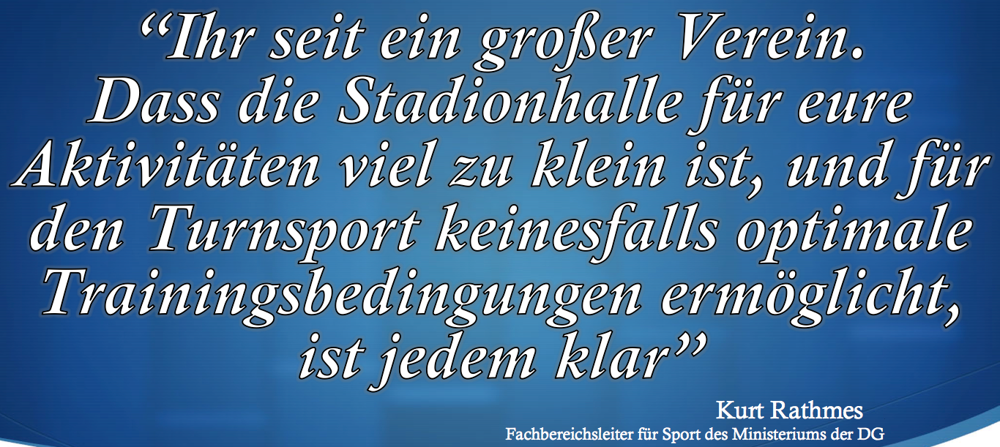 “Ihr seit ein großer Verein.
Dass die Stadionhalle für eure
Aktivitäten viel zu klein ist, und für
den Turnsport keinesfalls optimale
Trainingsbedingungen ermöglicht,
ist jedem klar”
Kurt Rathmes
Fachbereichsleiter für Sport des Ministeriums der DG